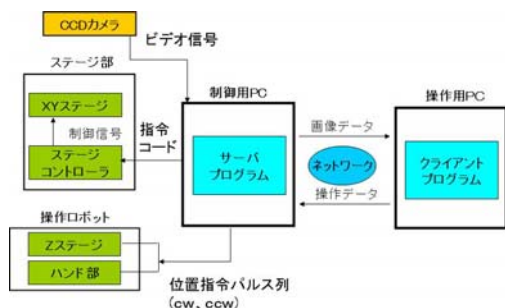 CCDカメラ
ビデオ信号
ステージ部
XYステージ
制御信号
ステージ
コントローラ
指令
コード
制御用PC
サーバ
プログラム
画像データ
ネットワーク
操作データ
操作用PC
クライアント
プログラム
操作ロボット
Zステージ
ハンド部
位置指令パルス列
(cw、ccw)